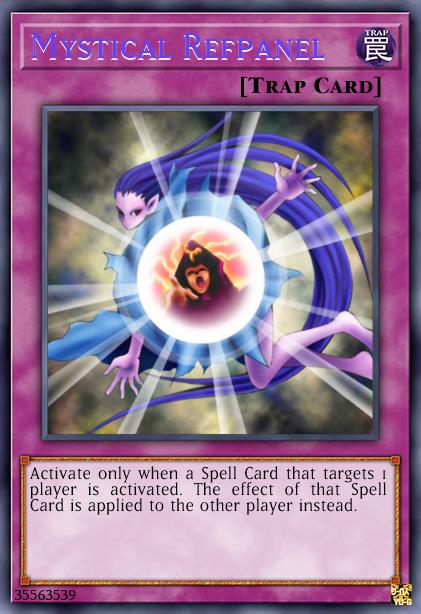 Mystical Refpanel
TRAP
罠
[Trap Card]
Activate only when a Spell Card that targets 1
player is activated. The effect of that Spell
Card is applied to the other player instead.
35563539